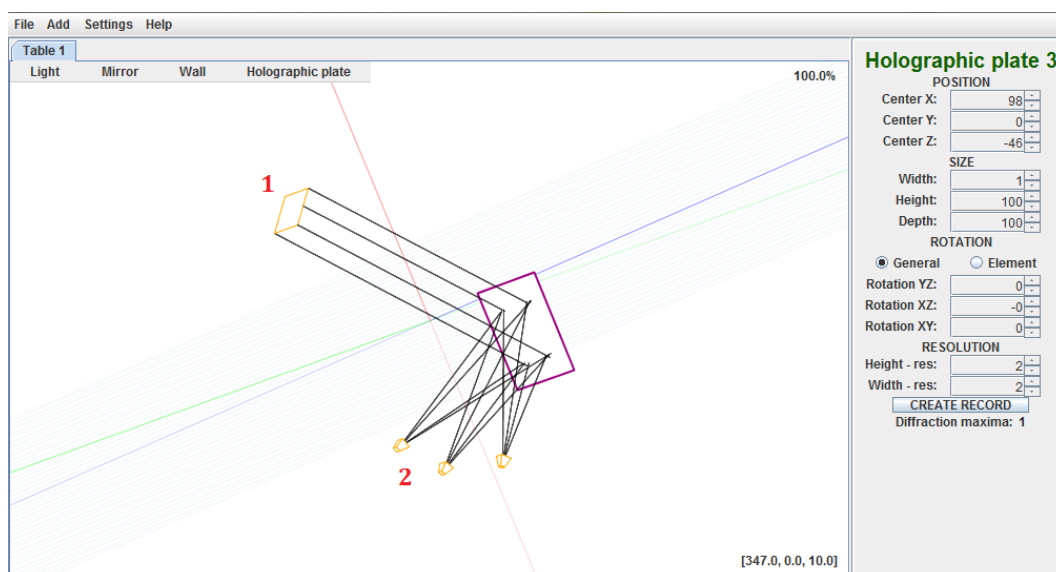 File Add Settings Help
Table 1
Light Mirror Wall Holographic plate
100.0%
1
2
[347.0, 0.0, 10.0]
Holographic plate 3
POSITION
Center X: 98
Center Y: 0
Center Z: -46
SIZE
Width: 1
Height: 100
Depth: 100
ROTATION
General Element
Rotation YZ: 0
Rotation XZ: -0
Rotation XY: 0
RESOLUTION
Height - res: 2
Width - res: 2
CREATE RECORD
Diffraction maxima: 1